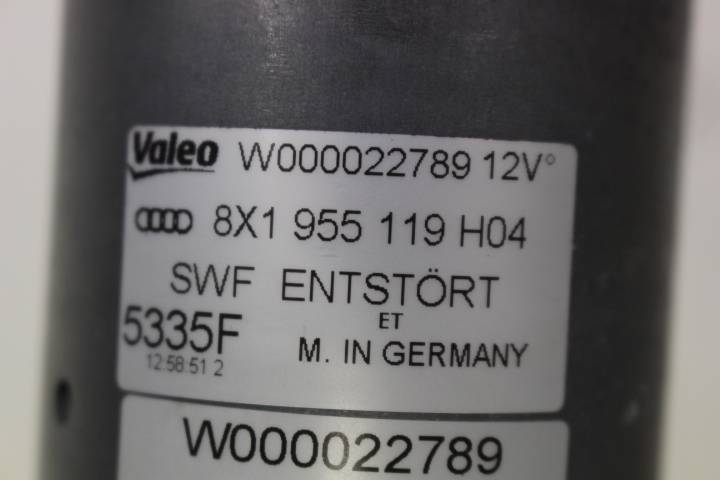 Valeo W000022789 12V°
8X1 955 119 H04
SWF ENTSTÖRT
ET
5335F M. IN GERMANY
12:58:51 2
W000022789